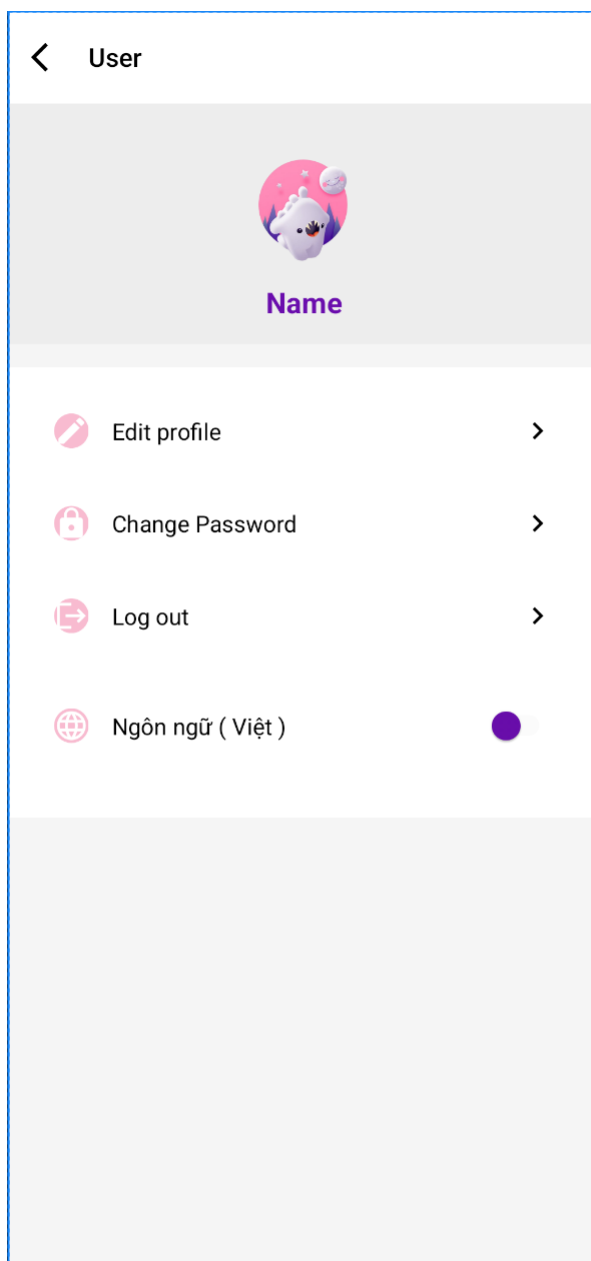 User
Name
Edit profile
Change Password
Log out
Ngôn ngữ ( Việt )